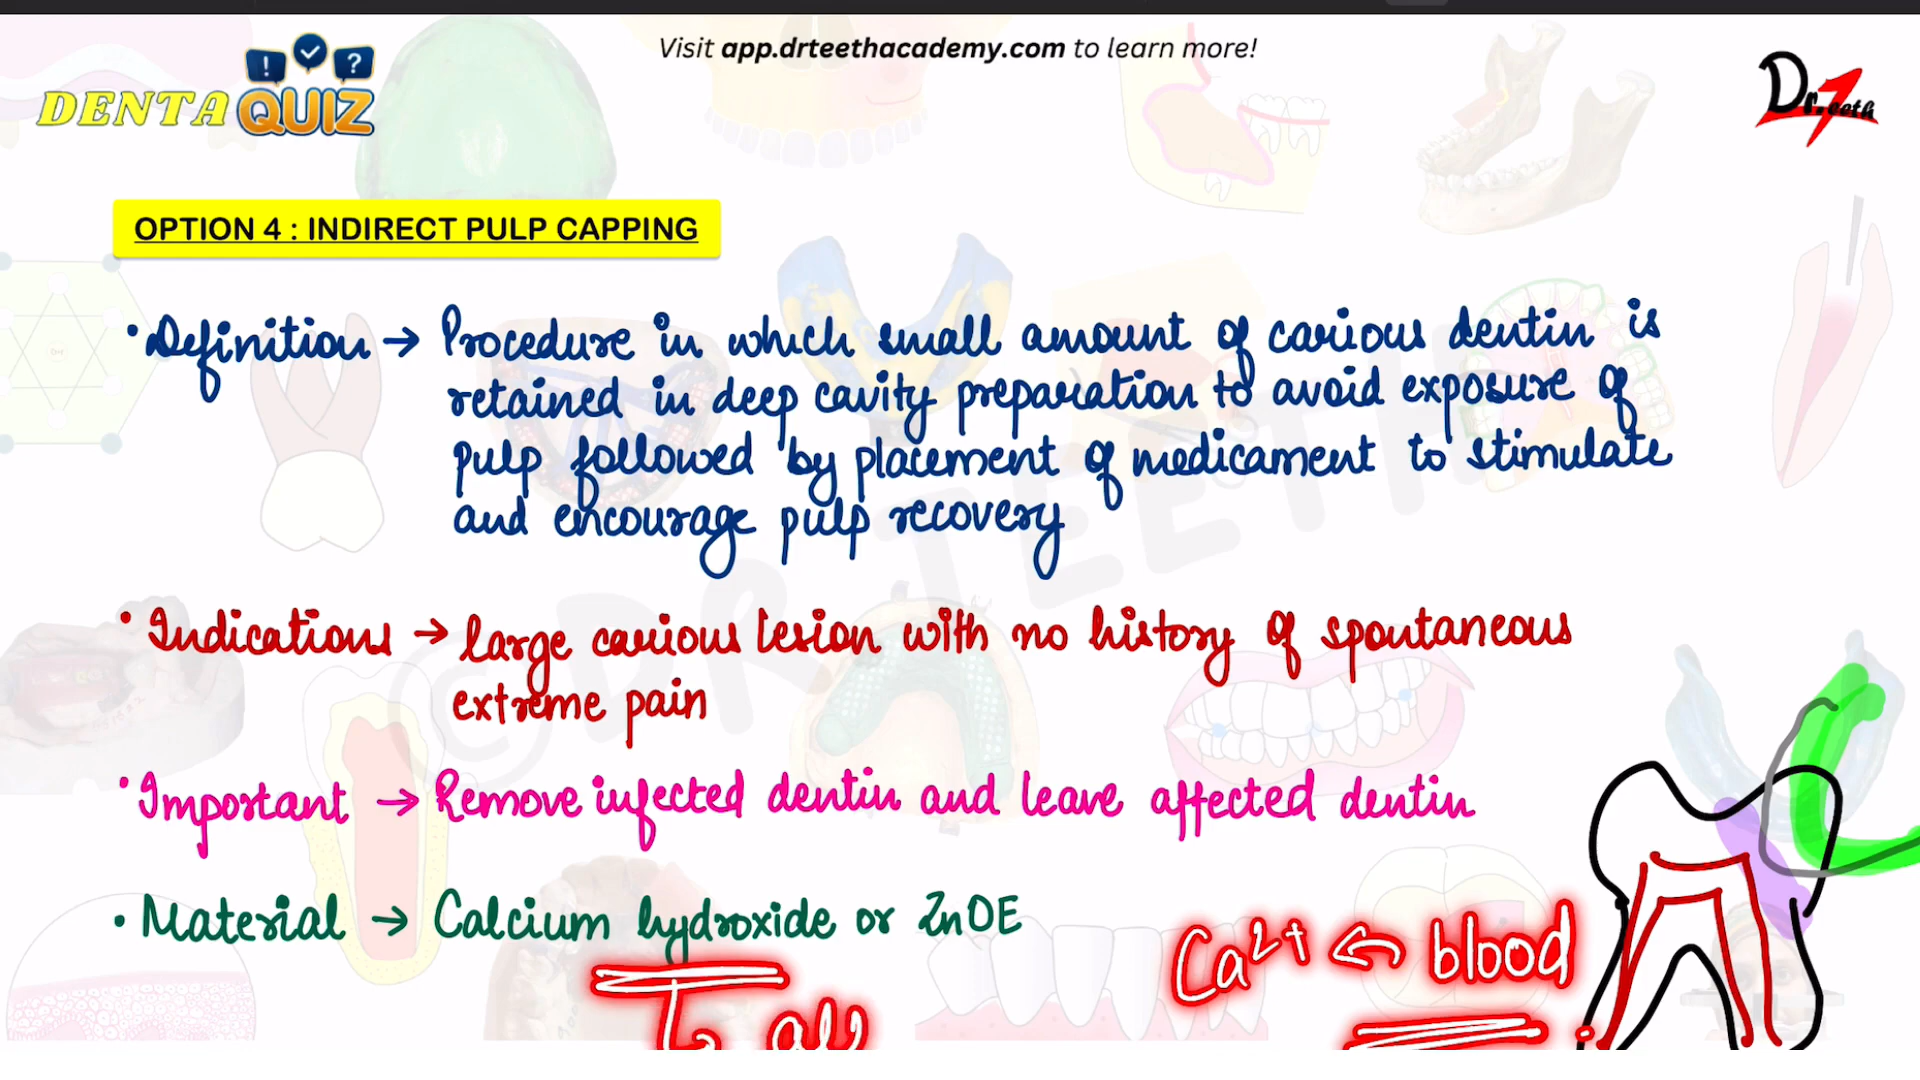 Visit app.drteethacademy.com to learn more!
! ?
DENTA QUIZ
Dr. Teeth
OPTION 4 : INDIRECT PULP CAPPING
• Definition → Procedure in which small amount of carious dentin is
retained in deep cavity preparation to avoid exposure of
pulp followed by placement of medicament to stimulate
and encourage pulp recovery
• Indications → large carious lesion with no history of spontaneous
extreme pain
• Important → Remove infected dentin and leave affected dentin
• Material → Calcium hydroxide or ZnOE
Ca2+ ← blood
© DR TEETH